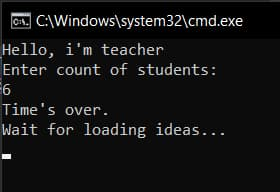 C:\Windows\system32\cmd.exe
Hello, i'm teacher
Enter count of students:
6
Time's over.
Wait for loading ideas...